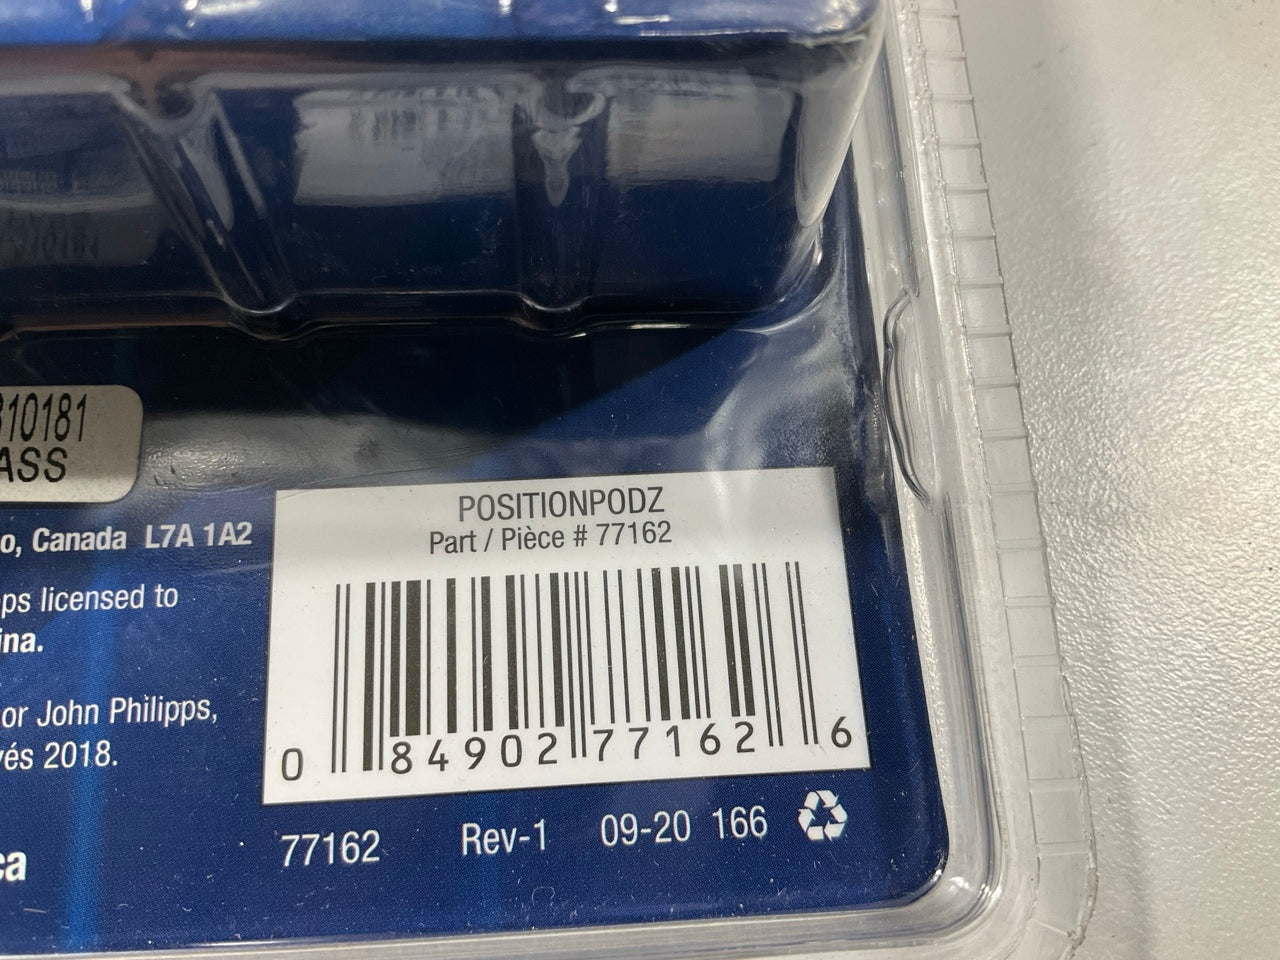 310181
ASS
POSITIONPODZ
Part / Pièce # 77162
o, Canada L7A 1A2
ps licensed to
ina.
or John Philipps,
vés 2018.
0 84902 77162 6
77162 Rev-1 09-20 166
ca